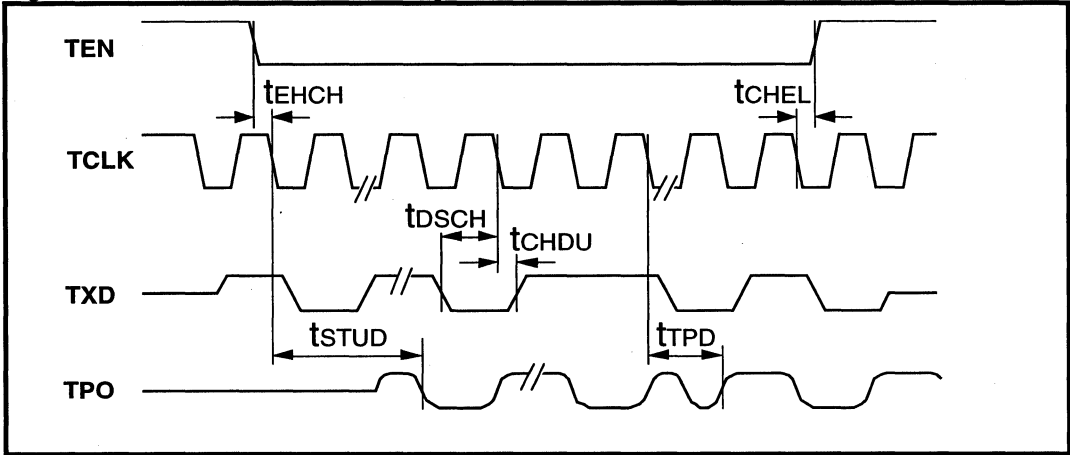 TEN
tEHCH
tCHEL
TCLK
tDSCH
tCHDU
TXD
tSTUD
tTPD
TPO